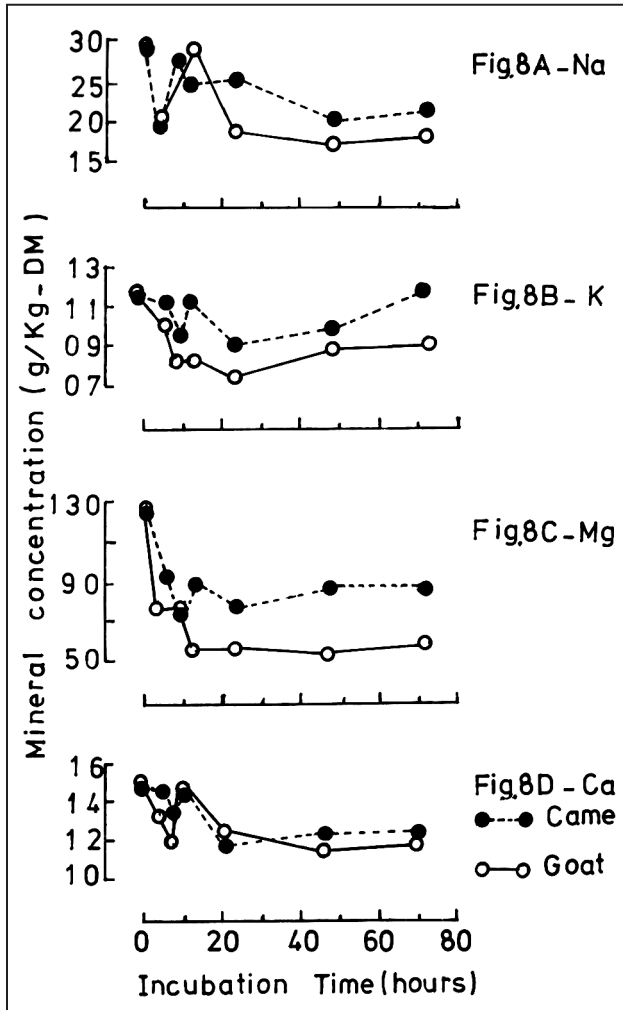 Mineral concentration (g/Kg-DM)
Fig.8A-Na
30
25
20
15
Fig.8B-K
13
11
09
07
Fig.8C-Mg
130
90
50
Fig.8D-Ca
16
14
12
10
Came
Goat
0 20 40 60 80
Incubation Time(hours)